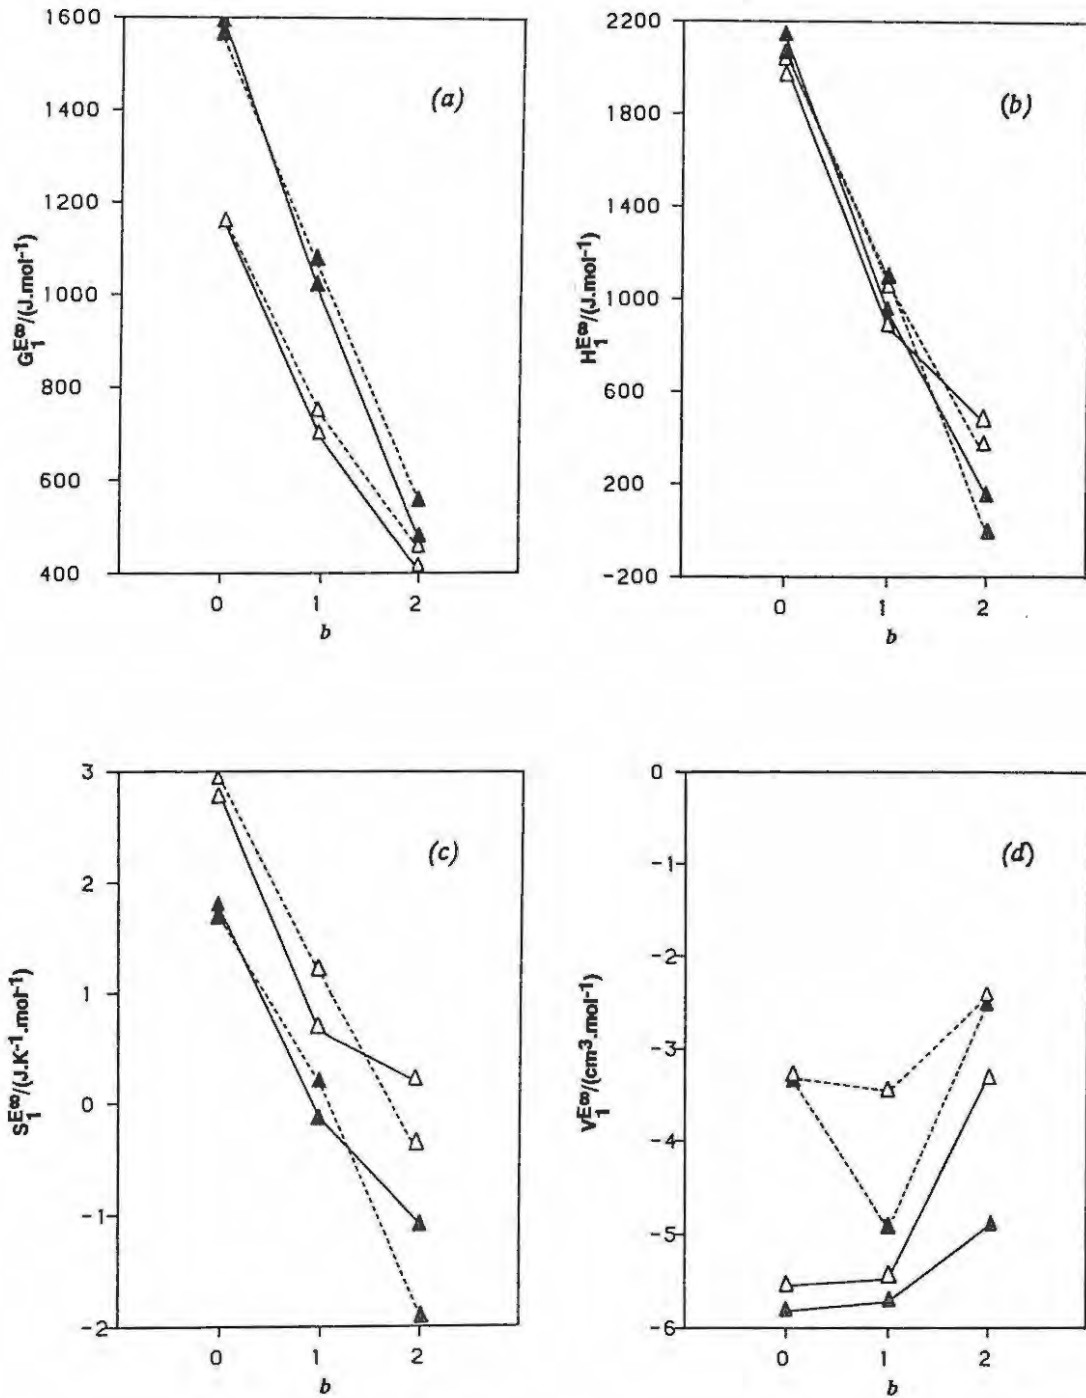 1600
1400
1200
1000
800
600
400
G₁ᴱ∞/(J.mol⁻¹)
(a)
0 1 2
b
2200
1800
1400
1000
600
200
-200
H₁ᴱ∞/(J.mol⁻¹)
(b)
0 1 2
b
3
2
1
0
-1
-2
S₁ᴱ∞/(J.K⁻¹.mol⁻¹)
(c)
0 1 2
b
0
-1
-2
-3
-4
-5
-6
V₁ᴱ∞/(cm³.mol⁻¹)
(d)
0 1 2
b